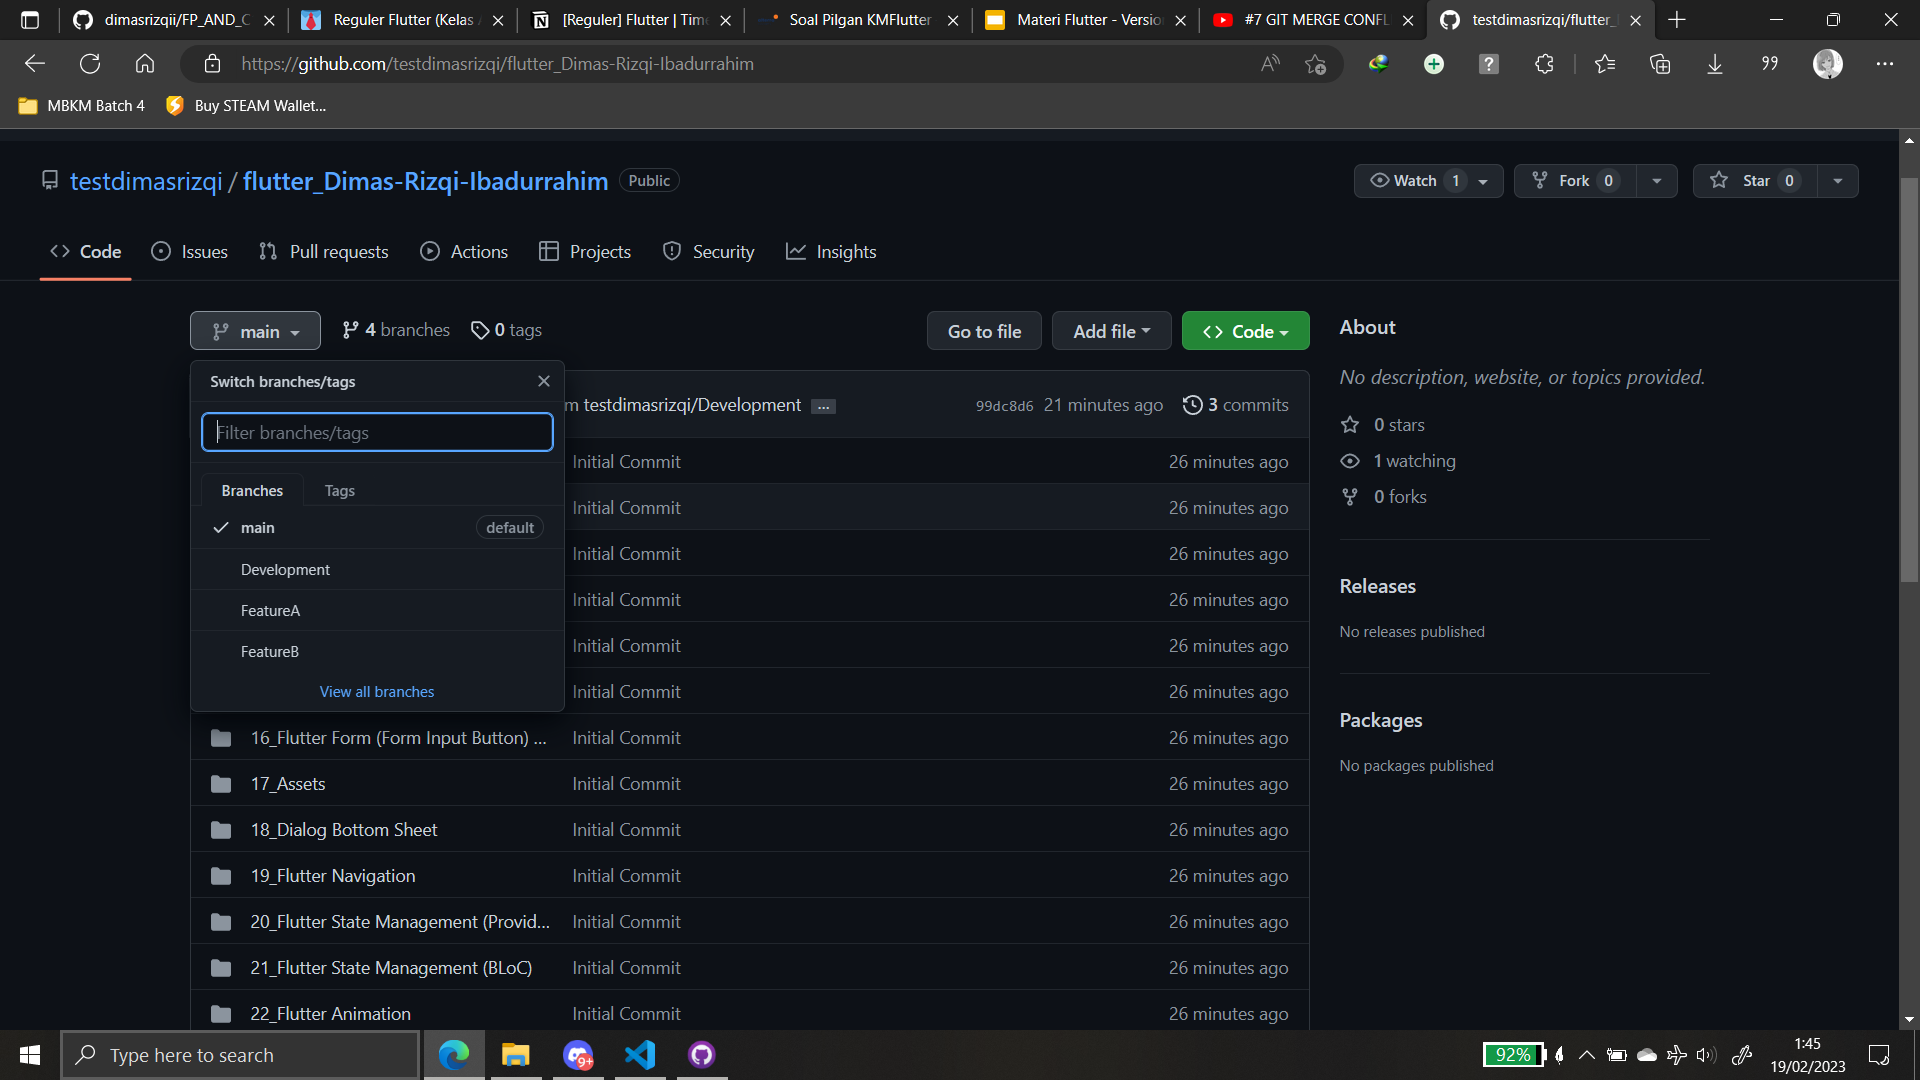 dimasrizqii/FP_AND_C
Reguler Flutter (Kelas A
[Reguler] Flutter | Time
Soal Pilgan KMFlutter
Materi Flutter - Versio
#7 GIT MERGE CONFLI
testdimasrizqi/flutter_
https://github.com/testdimasrizqi/flutter_Dimas-Rizqi-Ibadurrahim
MBKM Batch 4
Buy STEAM Wallet...
testdimasrizqi / flutter_Dimas-Rizqi-Ibadurrahim Public
Watch 1
Fork 0
Star 0
Code
Issues
Pull requests
Actions
Projects
Security
Insights
main
4 branches
0 tags
Go to file
Add file
Code
Switch branches/tags
Filter branches/tags
Branches
Tags
main default
Development
FeatureA
FeatureB
View all branches
m testdimasrizqi/Development ...
99dc8d6 21 minutes ago
3 commits
Initial Commit 26 minutes ago
Initial Commit 26 minutes ago
Initial Commit 26 minutes ago
Initial Commit 26 minutes ago
Initial Commit 26 minutes ago
Initial Commit 26 minutes ago
16_Flutter Form (Form Input Button) ... Initial Commit 26 minutes ago
17_Assets Initial Commit 26 minutes ago
18_Dialog Bottom Sheet Initial Commit 26 minutes ago
19_Flutter Navigation Initial Commit 26 minutes ago
20_Flutter State Management (Provid... Initial Commit 26 minutes ago
21_Flutter State Management (BLoC) Initial Commit 26 minutes ago
22_Flutter Animation Initial Commit 26 minutes ago
About
No description, website, or topics provided.
0 stars
1 watching
0 forks
Releases
No releases published
Packages
No packages published
Type here to search
9+
92%
1:45
19/02/2023